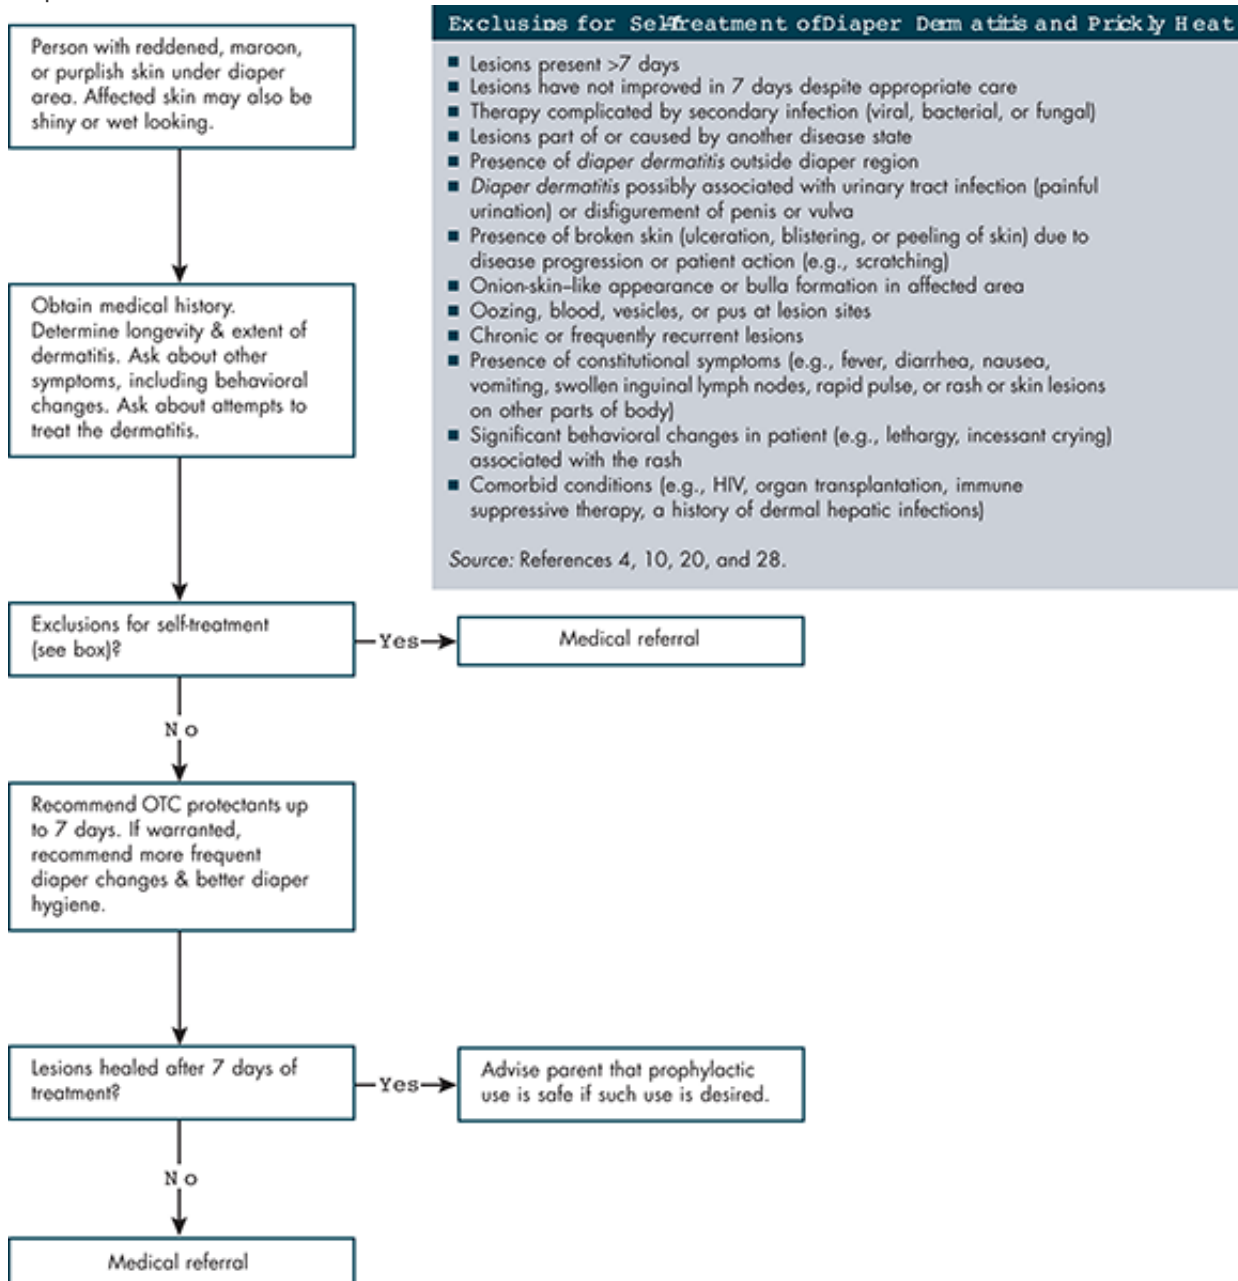 Person with reddened, maroon,
or purplish skin under diaper
area. Affected skin may also be
shiny or wet looking.
Obtain medical history.
Determine longevity & extent of
dermatitis. Ask about other
symptoms, including behavioral
changes. Ask about attempts to
treat the dermatitis.
Exclusions for self-treatment
(see box)?
Yes
Medical referral
No
Recommend OTC protectants up
to 7 days. If warranted,
recommend more frequent
diaper changes & better diaper
hygiene.
Lesions healed after 7 days of
treatment?
Yes
Advise parent that prophylactic
use is safe if such use is desired.
No
Medical referral
Exclusions for Self-Treatment of Diaper Dermatitis and Prickly Heat
■ Lesions present >7 days
■ Lesions have not improved in 7 days despite appropriate care
■ Therapy complicated by secondary infection (viral, bacterial, or fungal)
■ Lesions part of or caused by another disease state
■ Presence of diaper dermatitis outside diaper region
■ Diaper dermatitis possibly associated with urinary tract infection (painful
urination) or disfigurement of penis or vulva
■ Presence of broken skin (ulceration, blistering, or peeling of skin) due to
disease progression or patient action (e.g., scratching)
■ Onion-skin–like appearance or bulla formation in affected area
■ Oozing, blood, vesicles, or pus at lesion sites
■ Chronic or frequently recurrent lesions
■ Presence of constitutional symptoms (e.g., fever, diarrhea, nausea,
vomiting, swollen inguinal lymph nodes, rapid pulse, or rash or skin lesions
on other parts of body)
■ Significant behavioral changes in patient (e.g., lethargy, incessant crying)
associated with the rash
■ Comorbid conditions (e.g., HIV, organ transplantation, immune
suppressive therapy, a history of dermal hepatic infections)
Source: References 4, 10, 20, and 28.